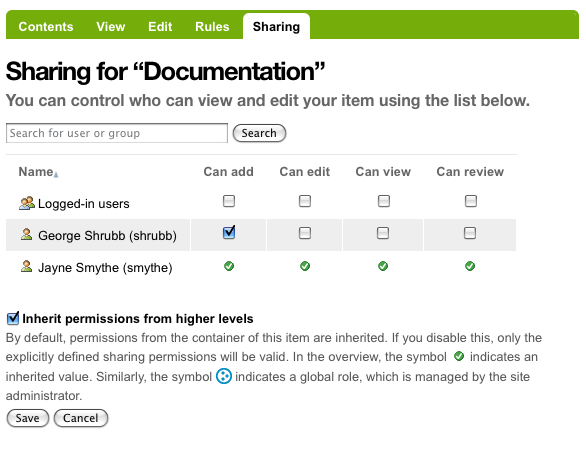 Contents View Edit Rules Sharing
Sharing for “Documentation”
You can control who can view and edit your item using the list below.
Search for user or group Search
Name Can add Can edit Can view Can review
Logged-in users
George Shrubb (shrubb)
Jayne Smythe (smythe)
Inherit permissions from higher levels
By default, permissions from the container of this item are inherited. If you disable this, only the
explicitly defined sharing permissions will be valid. In the overview, the symbol indicates an
inherited value. Similarly, the symbol indicates a global role, which is managed by the site
administrator.
Save Cancel